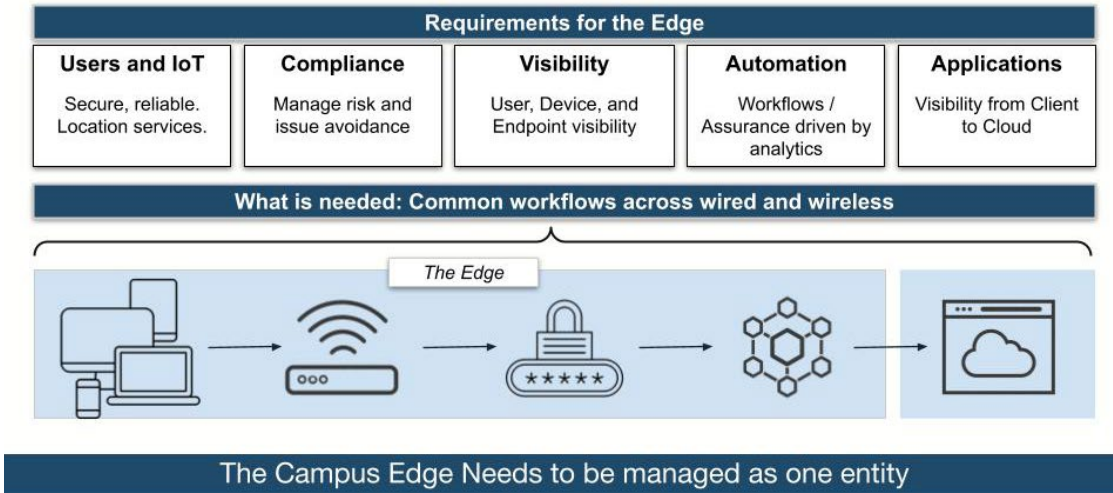 Requirements for the Edge
Users and IoT
Secure, reliable.
Location services.
Compliance
Manage risk and
issue avoidance
Visibility
User, Device, and
Endpoint visibility
Automation
Workflows /
Assurance driven by
analytics
Applications
Visibility from Client
to Cloud
What is needed: Common workflows across wired and wireless
The Edge
*****
The Campus Edge Needs to be managed as one entity